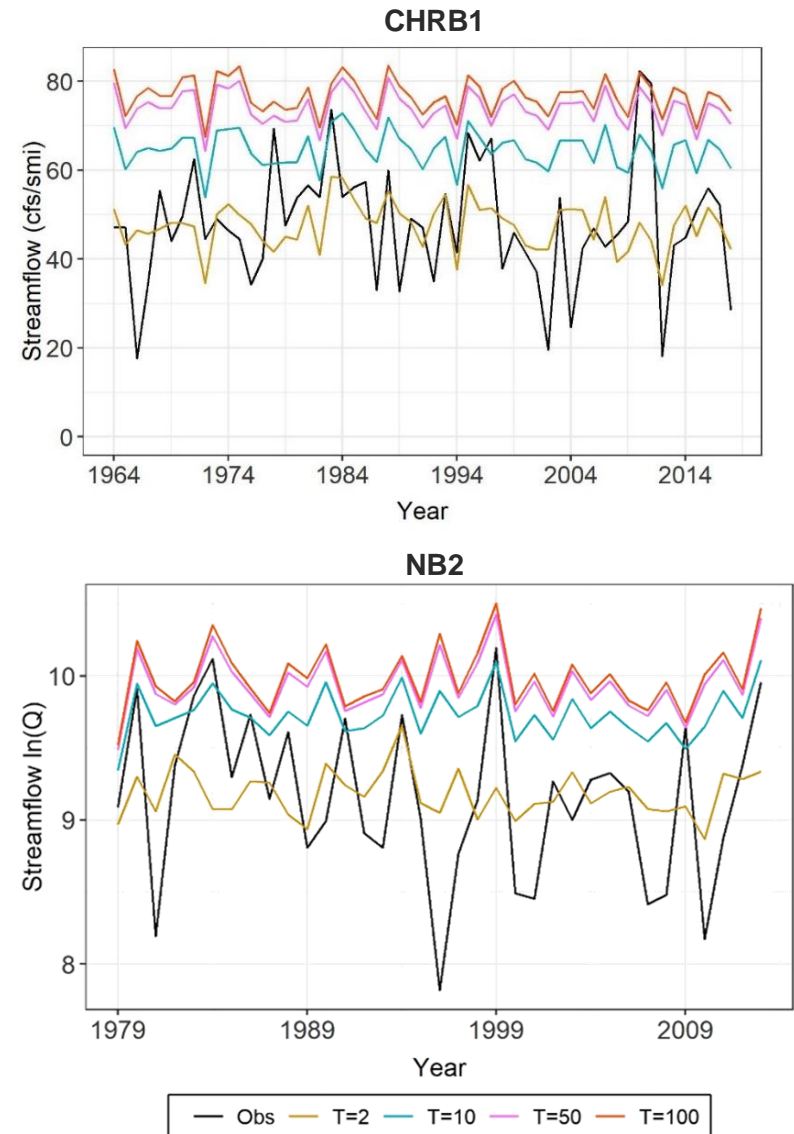 CHRB1
Streamflow (cfs/smi)
80
60
40
20
0
1964 1974 1984 1994 2004 2014
Year
NB2
Streamflow ln(Q)
10
9
8
1979 1989 1999 2009
Year
Obs T=2 T=10 T=50 T=100